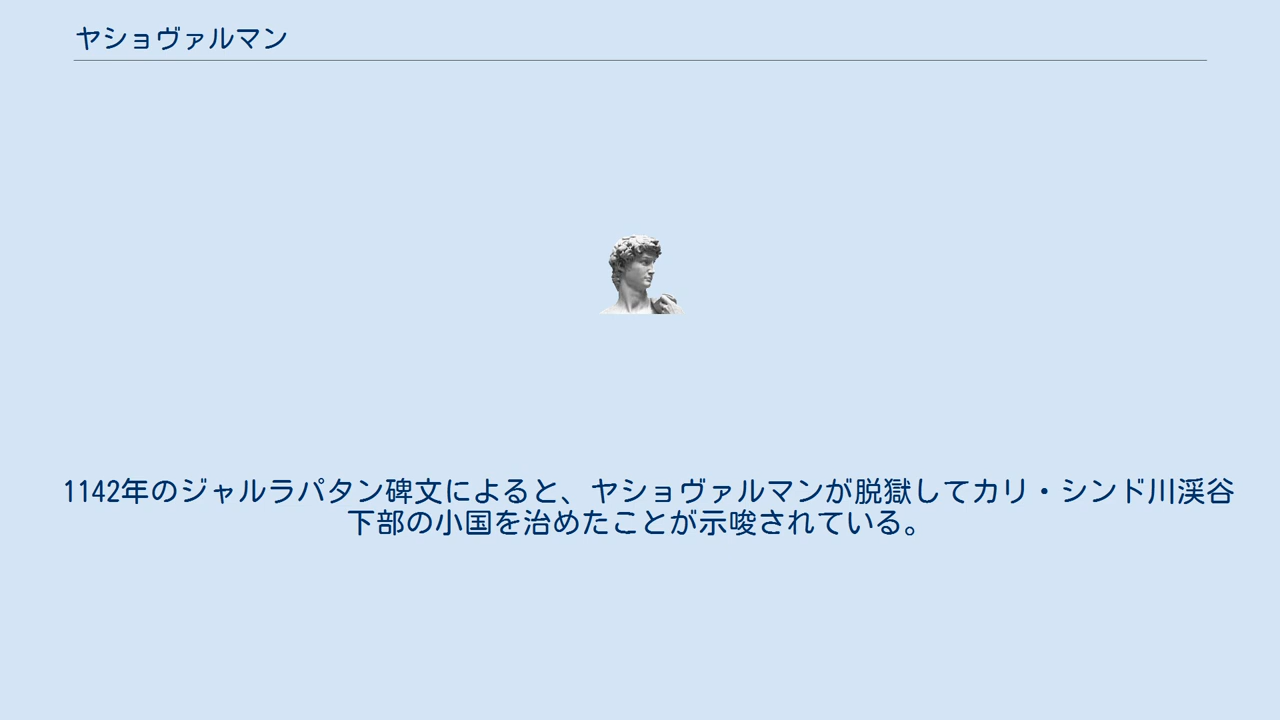 ヤショヴァルマン
1142年のジャルラパタン碑文によると、ヤショヴァルマンが脱獄してカリ・シンド川渓谷
下部の小国を治めたことが示唆されている。